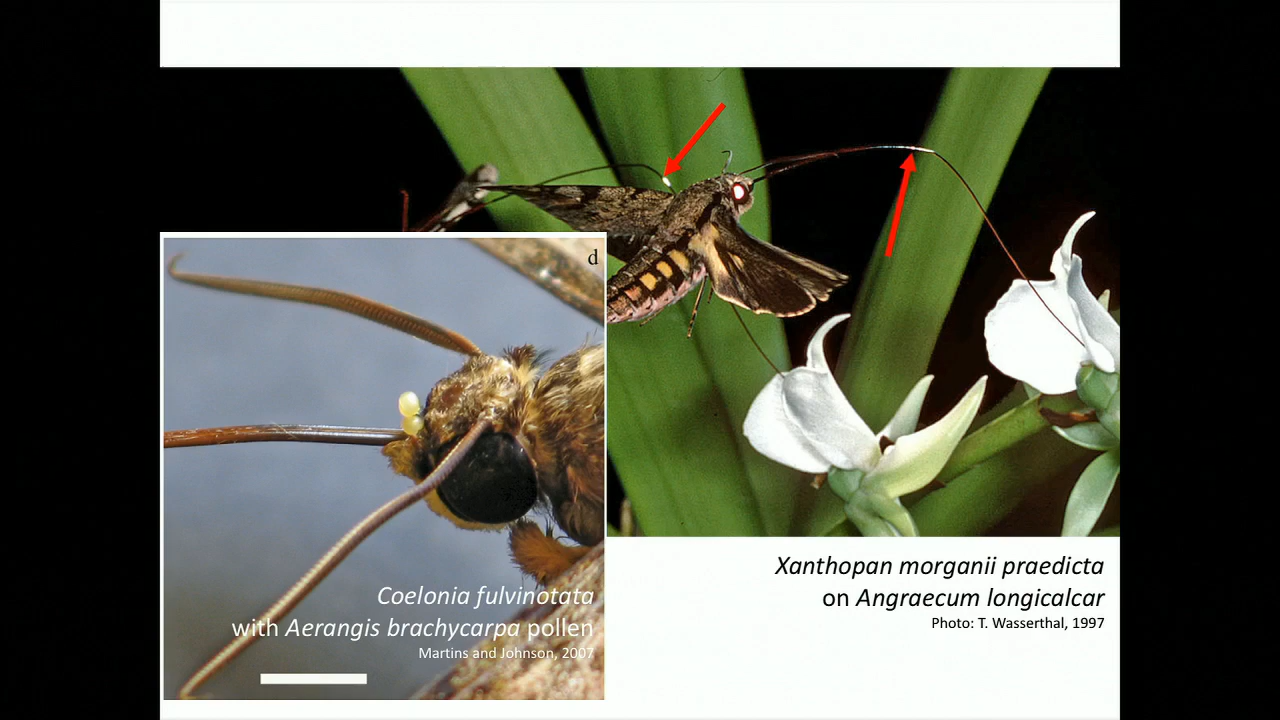 d
Coelonia fulvinotata
with Aerangis brachycarpa pollen
Martins and Johnson, 2007
Xanthopan morganii praedicta
on Angraecum longicalcar
Photo: T. Wasserthal, 1997